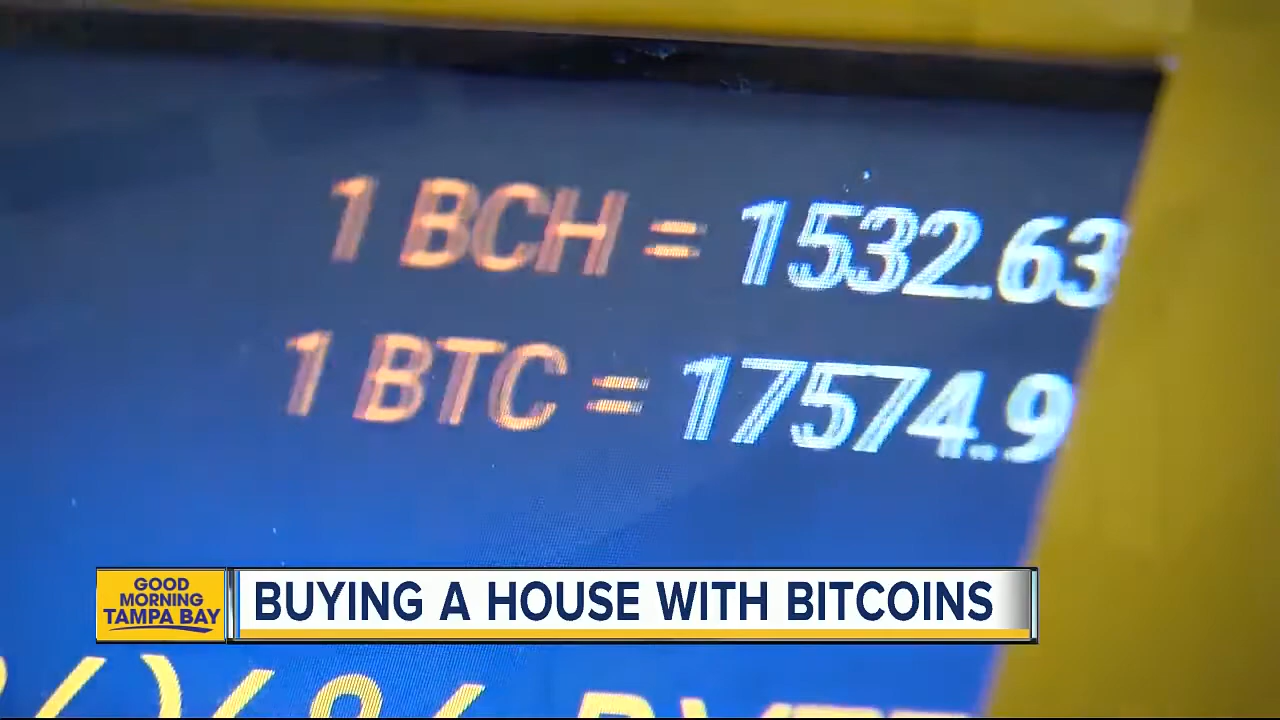 1 BCH = 1532.63
1 BTC = 17574.9
GOOD
MORNING
TAMPA BAY
BUYING A HOUSE WITH BITCOINS